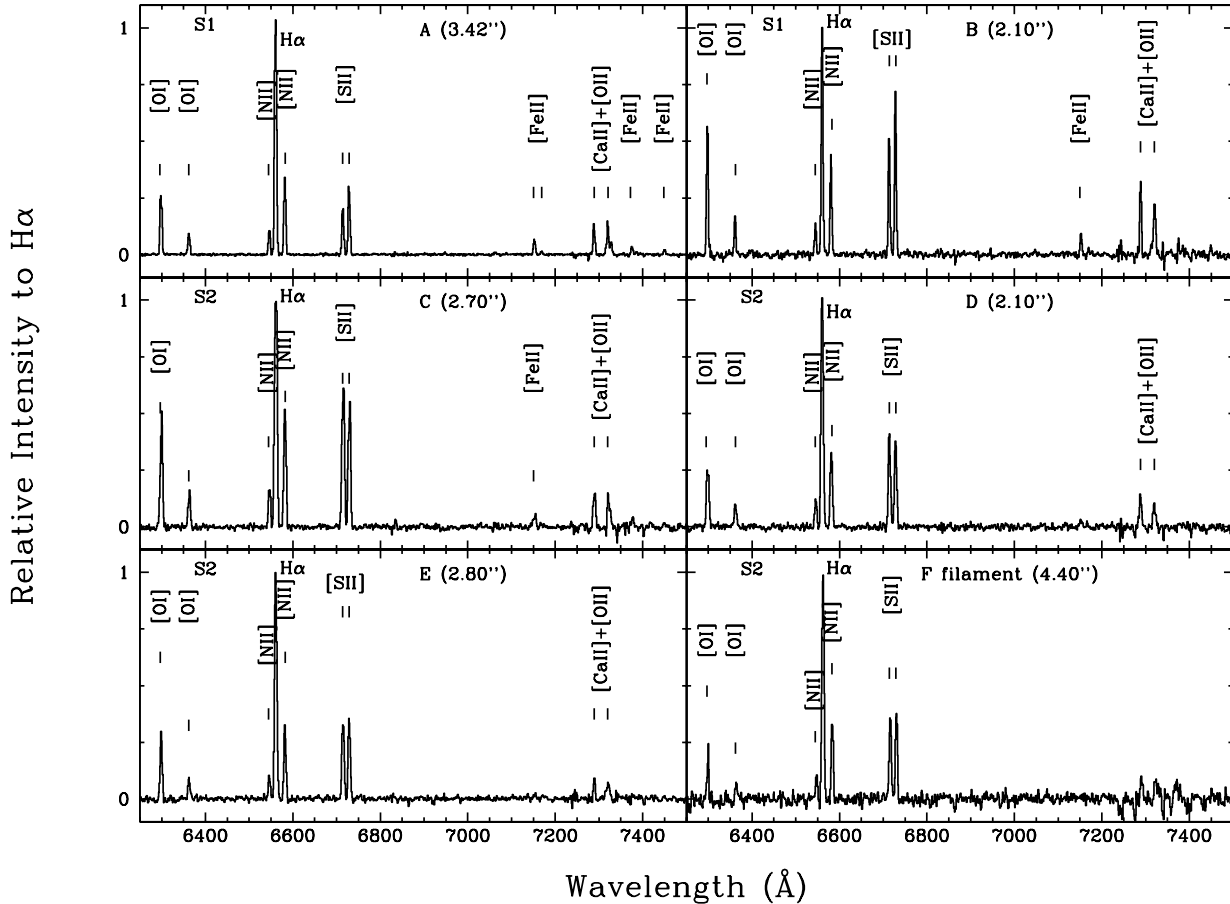 Relative Intensity to Hα
1
0
S1
A (3.42'')
[OI]
[OI]
[NII]
Hα
[NII]
[SII]
[FeII]
[CaII]+[OII]
[FeII]
[FeII]
S1
B (2.10'')
[OI]
[OI]
[NII]
Hα
[NII]
[SII]
[FeII]
[CaII]+[OII]
1
0
S2
C (2.70'')
[OI]
[NII]
Hα
[NII]
[SII]
[FeII]
[CaII]+[OII]
S2
D (2.10'')
[OI]
[OI]
[NII]
Hα
[NII]
[SII]
[CaII]+[OII]
1
0
S2
E (2.80'')
[OI]
[OI]
[NII]
Hα
[NII]
[SII]
[CaII]+[OII]
S2
F filament (4.40'')
[OI]
[OI]
[NII]
Hα
[NII]
[SII]
6400 6600 6800 7000 7200 7400
6400 6600 6800 7000 7200 7400
Wavelength (Å)